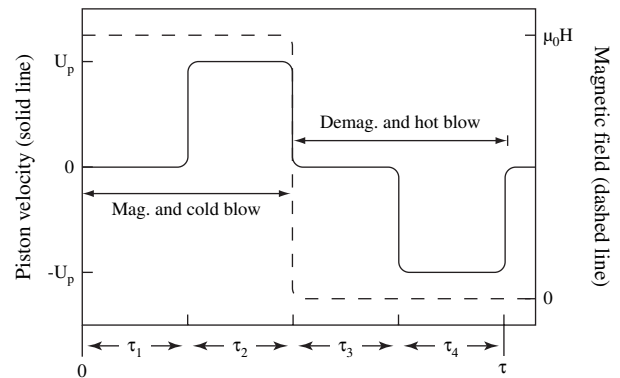 Piston velocity (solid line)
U_p
0
-U_p
μ₀H
0
Magnetic field (dashed line)
Demag. and hot blow
Mag. and cold blow
τ₁
τ₂
τ₃
τ₄
0
τ